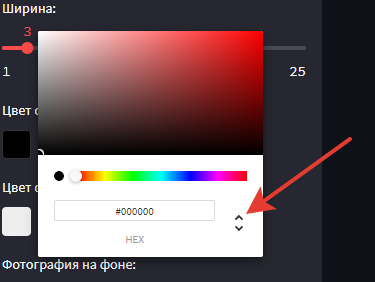 Ширина:
3
1 25
Цвет
#000000
Цвет
HEX
Фотография на фоне: